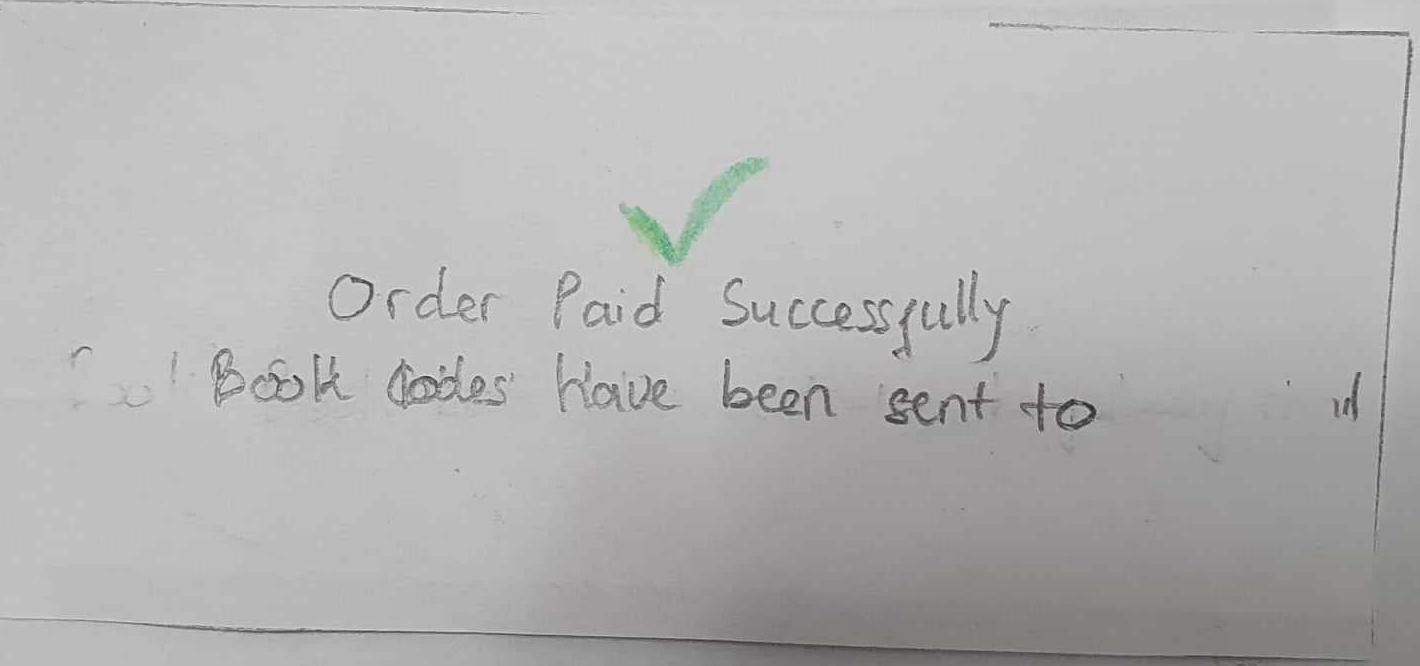 Order Paid Successfully
Book Codes have been sent to